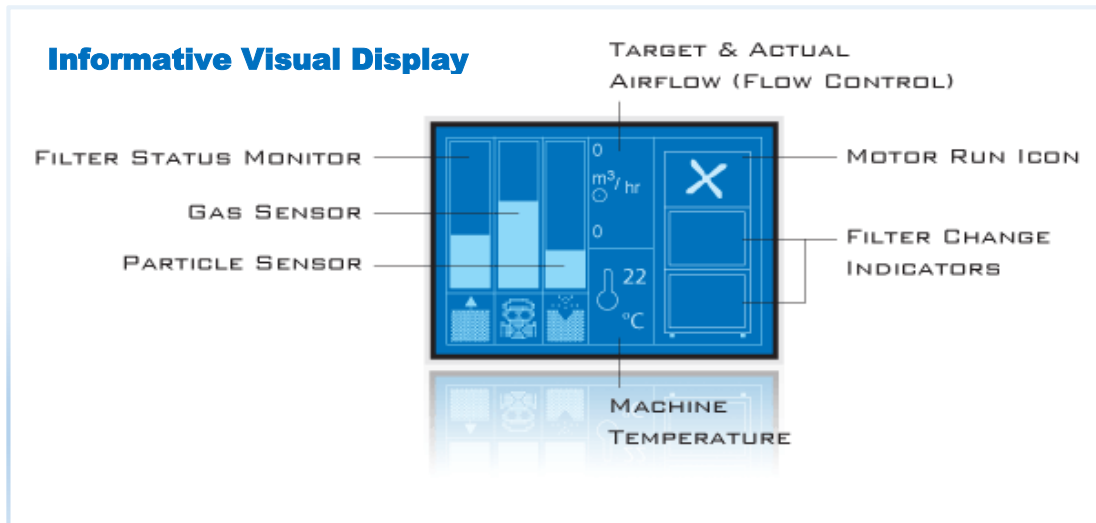 Informative Visual Display
TARGET & ACTUAL
AIRFLOW (FLOW CONTROL)
FILTER STATUS MONITOR
GAS SENSOR
PARTICLE SENSOR
0
m³/ hr
0
22
°C
MOTOR RUN ICON
FILTER CHANGE
INDICATORS
MACHINE
TEMPERATURE